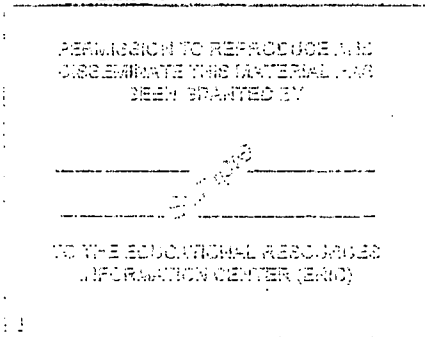 PERMISSION TO REPRODUCE AND
DISSEMINATE THIS MATERIAL HAS
BEEN GRANTED BY
TO THE EDUCATIONAL RESOURCES
INFORMATION CENTER (ERIC)